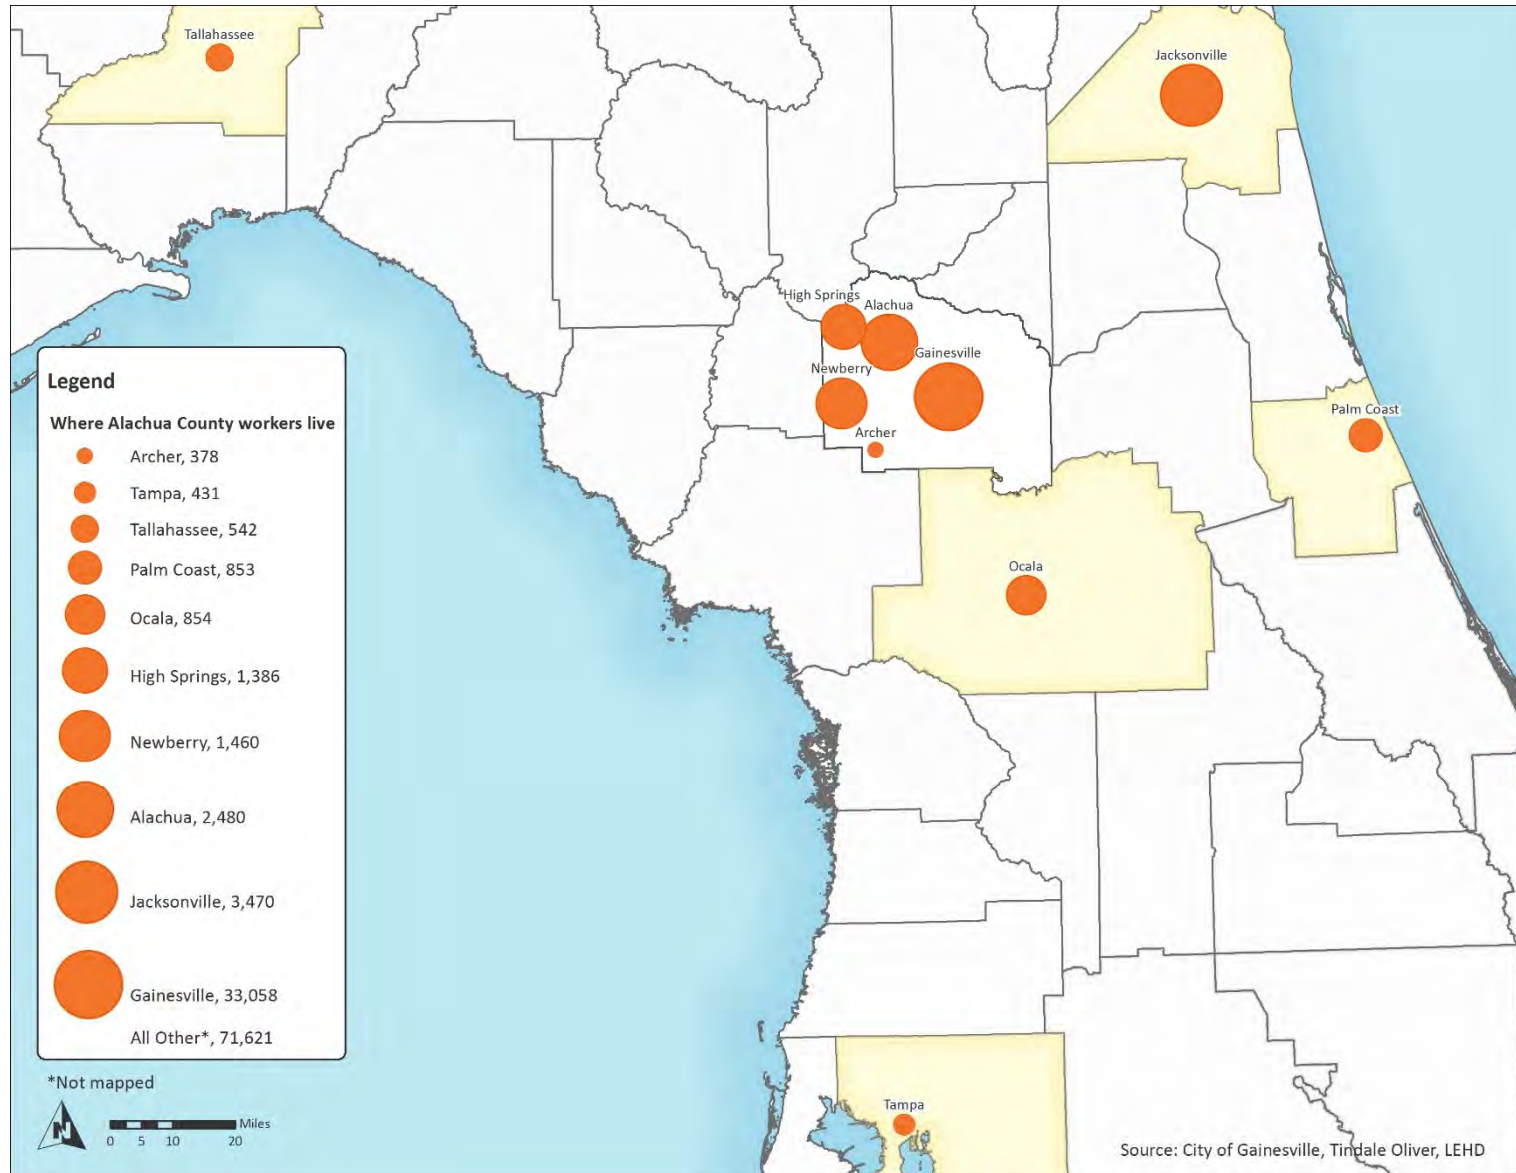 Tallahassee
Jacksonville
High Springs
Alachua
Gainesville
Newberry
Archer
Palm Coast
Ocala
Tampa
Legend
Where Alachua County workers live
Archer, 378
Tampa, 431
Tallahassee, 542
Palm Coast, 853
Ocala, 854
High Springs, 1,386
Newberry, 1,460
Alachua, 2,480
Jacksonville, 3,470
Gainesville, 33,058
All Other*, 71,621
*Not mapped
N
Miles
0 5 10 20
Source: City of Gainesville, Tindale Oliver, LEHD